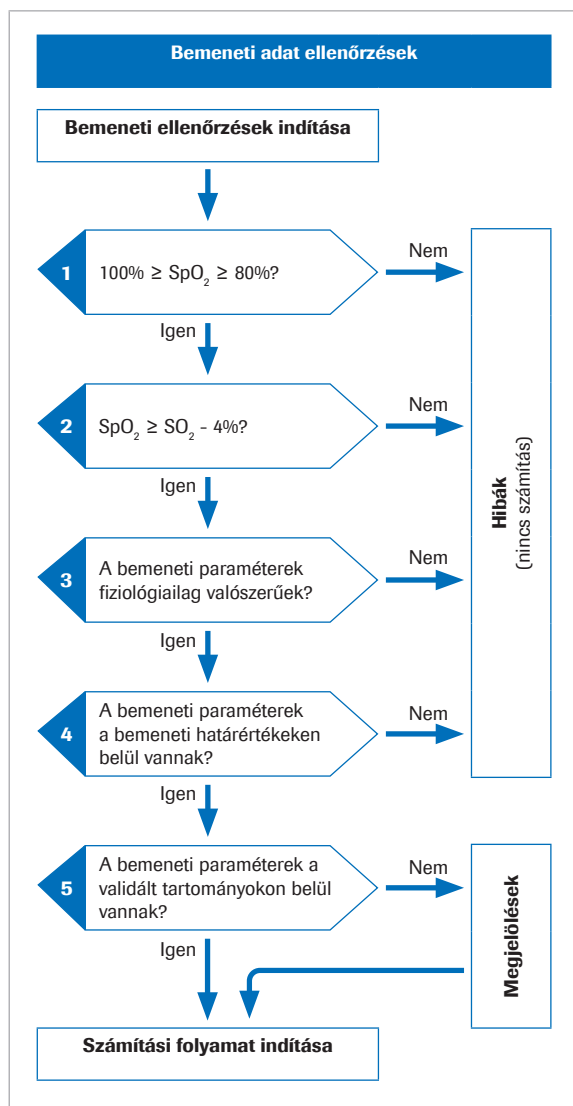 Bemeneti adat ellenőrzések
Bemeneti ellenőrzések indítása
1
100% ≥ SpO₂ ≥ 80%?
Nem
Igen
2
SpO₂ ≥ SO₂ - 4%?
Nem
Igen
3
A bemeneti paraméterek
fiziológiailag valószerűek?
Nem
Igen
4
A bemeneti paraméterek
a bemeneti határértékeken
belül vannak?
Nem
Igen
Hibák
(nincs számítás)
5
A bemeneti paraméterek a
validált tartományokon belül
vannak?
Nem
Igen
Megjelölések
Számítási folyamat indítása